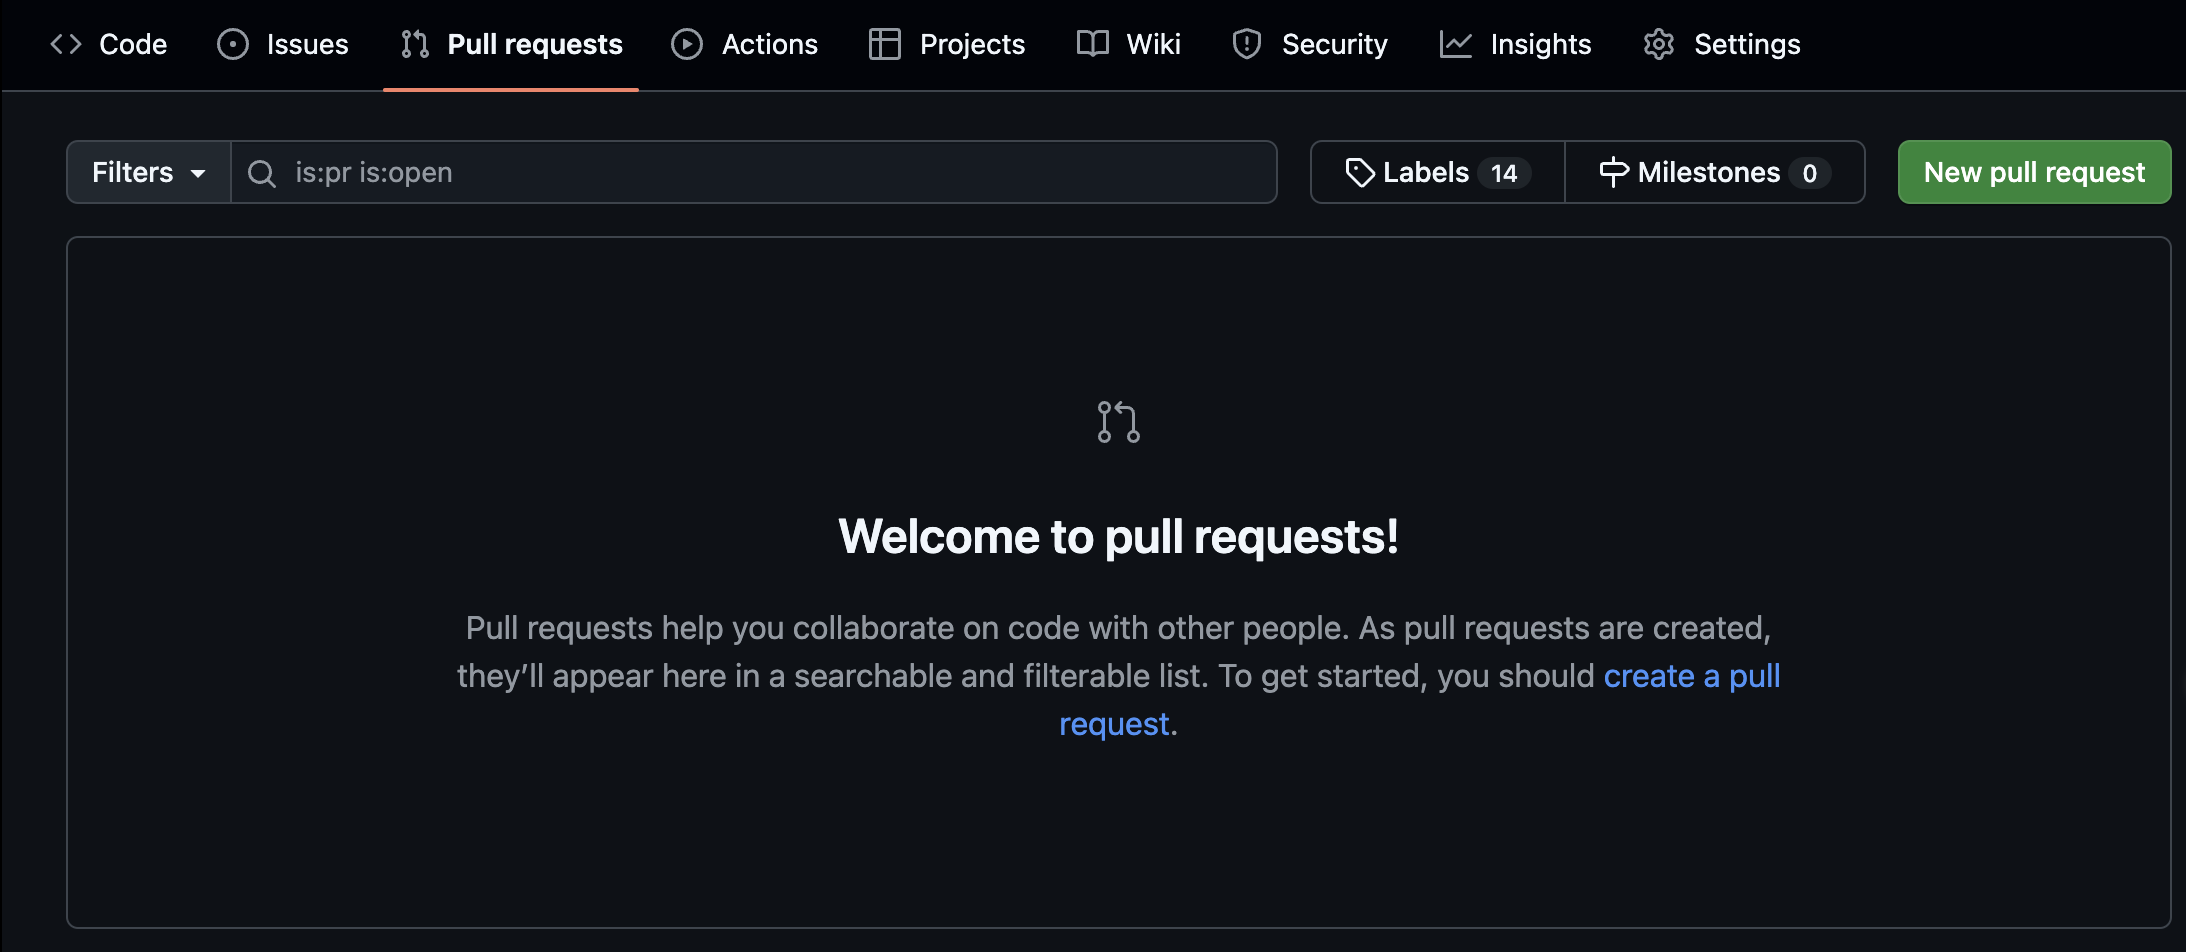 Code Issues Pull requests Actions Projects Wiki Security Insights Settings
Filters is:pr is:open Labels 14 Milestones 0 New pull request
Welcome to pull requests!
Pull requests help you collaborate on code with other people. As pull requests are created,
they’ll appear here in a searchable and filterable list. To get started, you should create a pull
request.